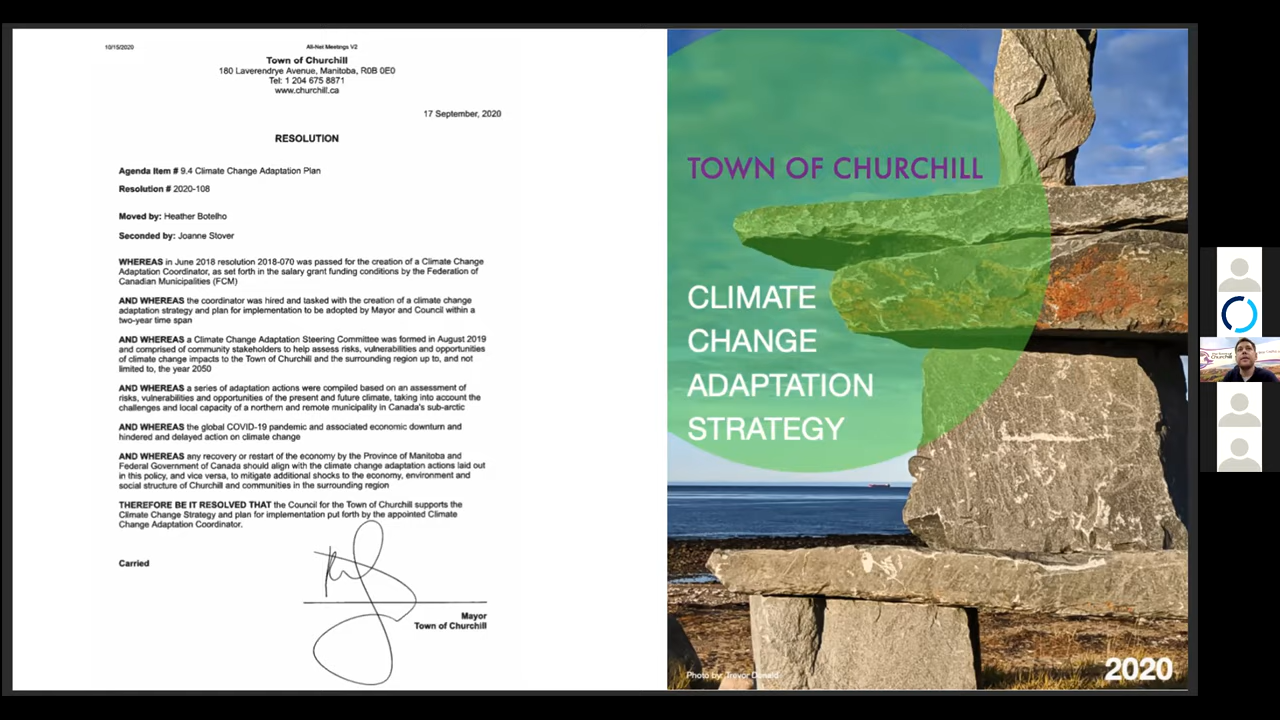 10/15/2020
All-Net Meetings V2
Town of Churchill
180 Laverendrye Avenue, Manitoba, R0B 0E0
Tel: 1 204 675 8871
www.churchill.ca
17 September, 2020
RESOLUTION
Agenda Item # 9.4 Climate Change Adaptation Plan
Resolution # 2020-108
Moved by: Heather Botelho
Seconded by: Joanne Stover
WHEREAS in June 2018 resolution 2018-070 was passed for the creation of a Climate Change
Adaptation Coordinator, as set forth in the salary grant funding conditions by the Federation of
Canadian Municipalities (FCM)
AND WHEREAS the coordinator was hired and tasked with the creation of a climate change
adaptation strategy and plan for implementation to be adopted by Mayor and Council within a
two-year time span
AND WHEREAS a Climate Change Adaptation Steering Committee was formed in August 2019
and comprised of community stakeholders to help assess risks, vulnerabilities and opportunities
of climate change impacts to the Town of Churchill and the surrounding region up to, and not
limited to, the year 2050
AND WHEREAS a series of adaptation actions were compiled based on an assessment of
risks, vulnerabilities and opportunities of the present and future climate, taking into account the
challenges and local capacity of a northern and remote municipality in Canada's sub-arctic
AND WHEREAS the global COVID-19 pandemic and associated economic downturn and
hindered and delayed action on climate change
AND WHEREAS any recovery or restart of the economy by the Province of Manitoba and
Federal Government of Canada should align with the climate change adaptation actions laid out
in this policy, and vice versa, to mitigate additional shocks to the economy, environment and
social structure of Churchill and communities in the surrounding region
THEREFORE BE IT RESOLVED THAT the Council for the Town of Churchill supports the
Climate Change Strategy and plan for implementation put forth by the appointed Climate
Change Adaptation Coordinator.
Carried
Mayor
Town of Churchill
TOWN OF CHURCHILL
CLIMATE
CHANGE
ADAPTATION
STRATEGY
Photo by: Trevor Donald
2020